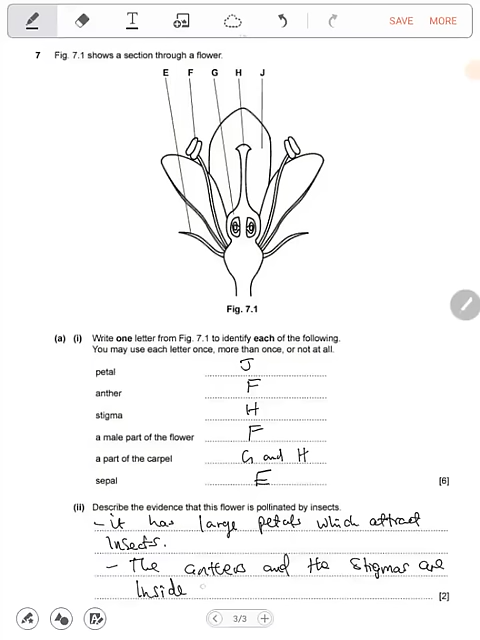 T
SAVE MORE
7 Fig. 7.1 shows a section through a flower.
E F G H J
Fig. 7.1
(a) (i) Write one letter from Fig. 7.1 to identify each of the following.
You may use each letter once, more than once, or not at all.
petal J
anther F
stigma H
a male part of the flower F
a part of the carpel G and H
sepal E [6]
(ii) Describe the evidence that this flower is pollinated by insects.
- it has large petals which attract
insects.
- The anthers and the stigmas are
inside
[2]
A
< 3/3 +